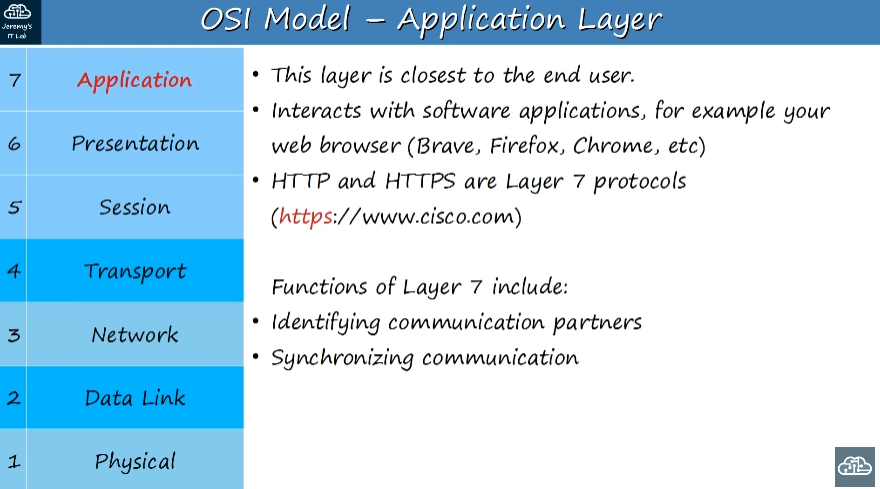 Jeremy's
IT Lab
OSI Model – Application Layer
7 Application
6 Presentation
5 Session
4 Transport
3 Network
2 Data Link
1 Physical
• This layer is closest to the end user.
• Interacts with software applications, for example your
web browser (Brave, Firefox, Chrome, etc)
• HTTP and HTTPS are Layer 7 protocols
(https://www.cisco.com)
Functions of Layer 7 include:
• Identifying communication partners
• Synchronizing communication